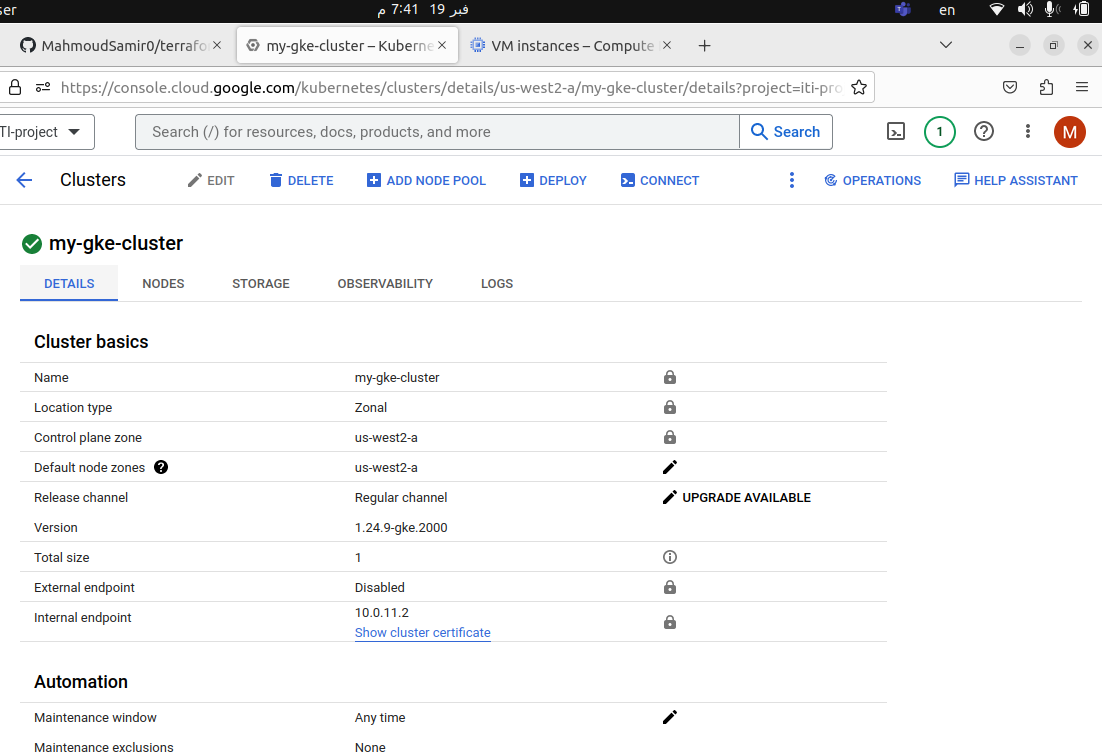 ser
فبر 19 7:41 م
en
MahmoudSamir0/terrafo
my-gke-cluster – Kuberne
VM instances – Compute
https://console.cloud.google.com/kubernetes/clusters/details/us-west2-a/my-gke-cluster/details?project=iti-pro
TI-project
Search (/) for resources, docs, products, and more
Search
1
M
Clusters
EDIT
DELETE
ADD NODE POOL
DEPLOY
CONNECT
OPERATIONS
HELP ASSISTANT
my-gke-cluster
DETAILS
NODES
STORAGE
OBSERVABILITY
LOGS
Cluster basics
Name my-gke-cluster
Location type Zonal
Control plane zone us-west2-a
Default node zones us-west2-a
Release channel Regular channel UPGRADE AVAILABLE
Version 1.24.9-gke.2000
Total size 1
External endpoint Disabled
Internal endpoint 10.0.11.2
Show cluster certificate
Automation
Maintenance window Any time
Maintenance exclusions None